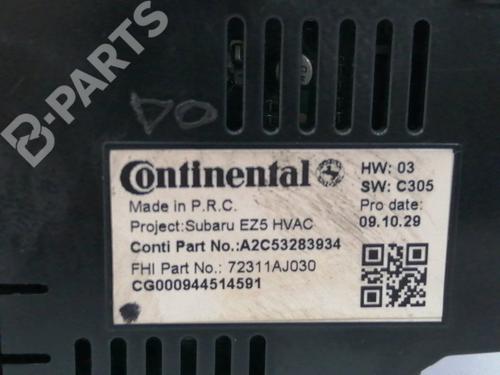 B-PARTS
Continental
HW: 03
SW: C305
Made in P.R.C.
Pro date:
Project:Subaru EZ5 HVAC
09.10.29
Conti Part No.:A2C53283934
FHI Part No.: 72311AJ030
CG000944514591